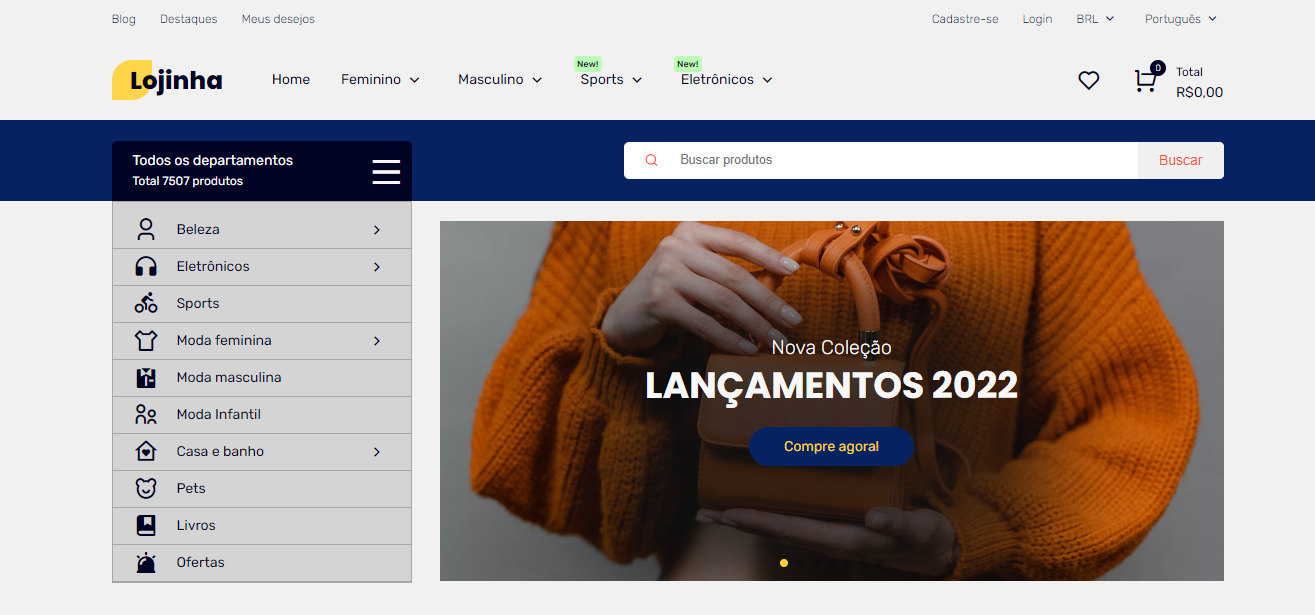 Blog Destaques Meus desejos Cadastre-se Login BRL Português
Lojinha
Home Feminino Masculino New! Sports New! Eletrônicos 0 Total
R$0,00
Todos os departamentos
Total 7507 produtos
Buscar produtos Buscar
Beleza
Eletrônicos
Sports
Moda feminina
Moda masculina
Moda Infantil
Casa e banho
Pets
Livros
Ofertas
Nova Coleção
LANÇAMENTOS 2022
Compre agora!